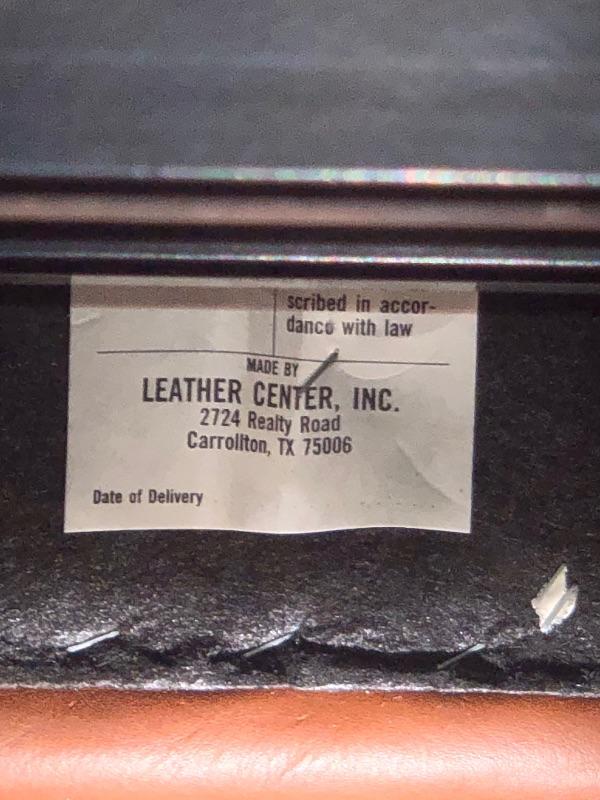 scribed in accor-
dance with law
MADE BY
LEATHER CENTER, INC.
2724 Realty Road
Carrollton, TX 75006
Date of Delivery